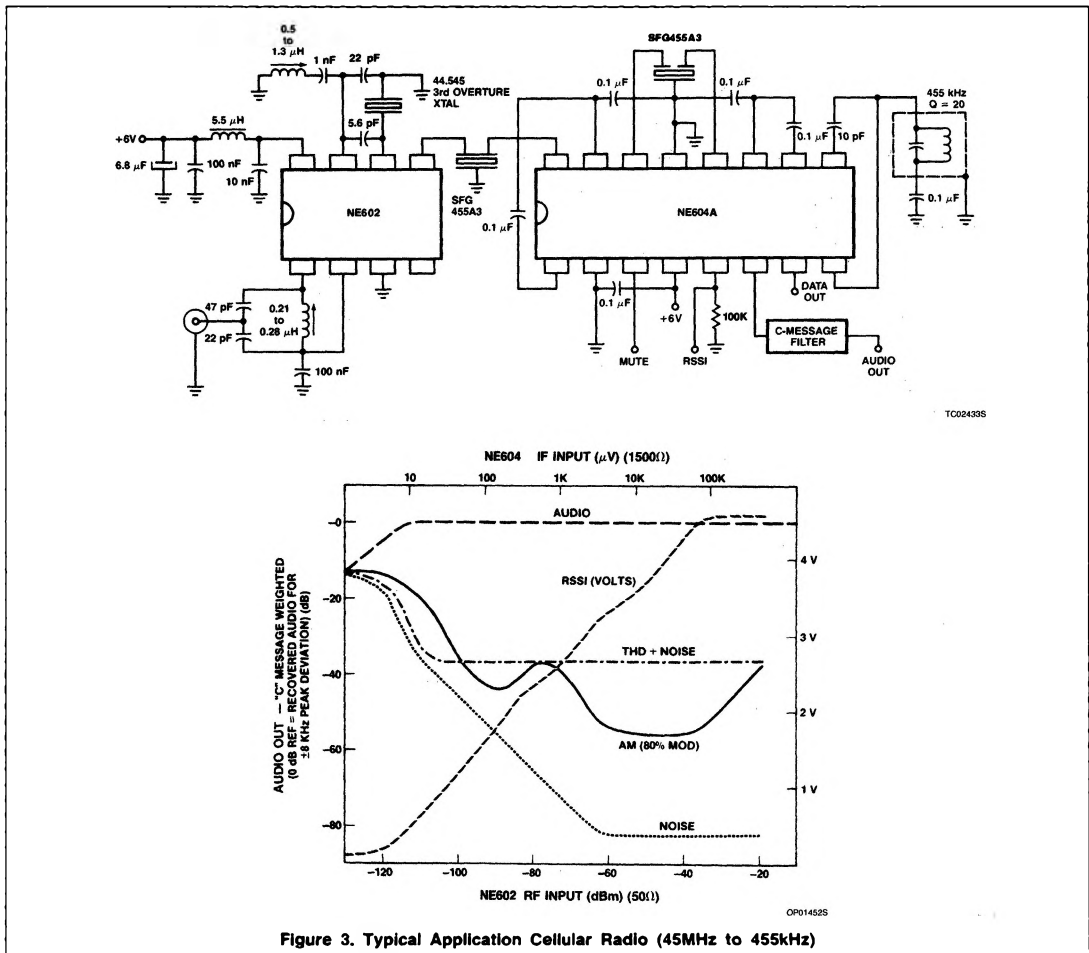 0.5
to
1.3 μH
1 nF
22 pF
44.545
3rd OVERTURE
XTAL
5.6 pF
+6V
5.5 μH
6.8 μF
100 nF
10 nF
NE602
SFG
455A3
47 pF
22 pF
0.21
to
0.28 μH
100 nF
SFG455A3
0.1 μF
0.1 μF
0.1 μF
10 pF
455 kHz
Q = 20
0.1 μF
0.1 μF
NE604A
0.1 μF
+6V
100K
MUTE
RSSI
DATA
OUT
C-MESSAGE
FILTER
AUDIO
OUT
TC02433S
NE604 IF INPUT (μV) (1500Ω)
10 100 1K 10K 100K
AUDIO OUT — "C" MESSAGE WEIGHTED
(0 dB REF = RECOVERED AUDIO FOR
±8 KHz PEAK DEVIATION) (dB)
−0
−20
−40
−60
−80
AUDIO
RSSI (VOLTS)
THD + NOISE
AM (80% MOD)
NOISE
4 V
3 V
2 V
1 V
−120 −100 −80 −60 −40 −20
NE602 RF INPUT (dBm) (50Ω)
OP01452S
Figure 3. Typical Application Cellular Radio (45MHz to 455kHz)